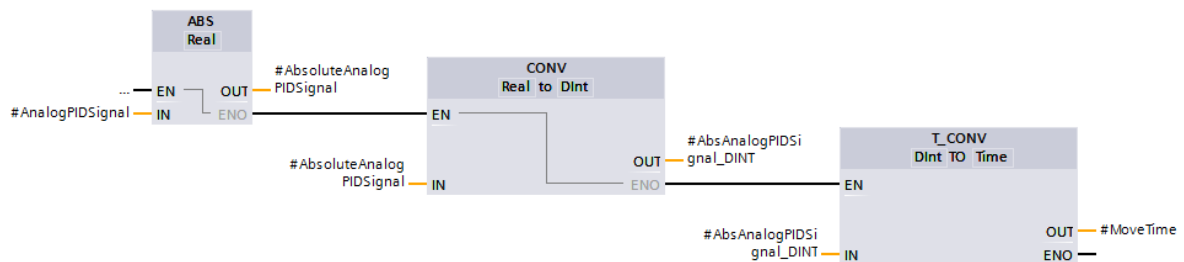 ABS
Real
... EN OUT #AbsoluteAnalog
PIDSignal
#AnalogPIDSignal IN ENO
CONV
Real to DInt
EN
#AbsoluteAnalog
PIDSignal IN
OUT #AbsAnalogPIDSi
gnal_DINT
ENO
T_CONV
DInt TO Time
EN
#AbsAnalogPIDSi
gnal_DINT IN
OUT #MoveTime
ENO